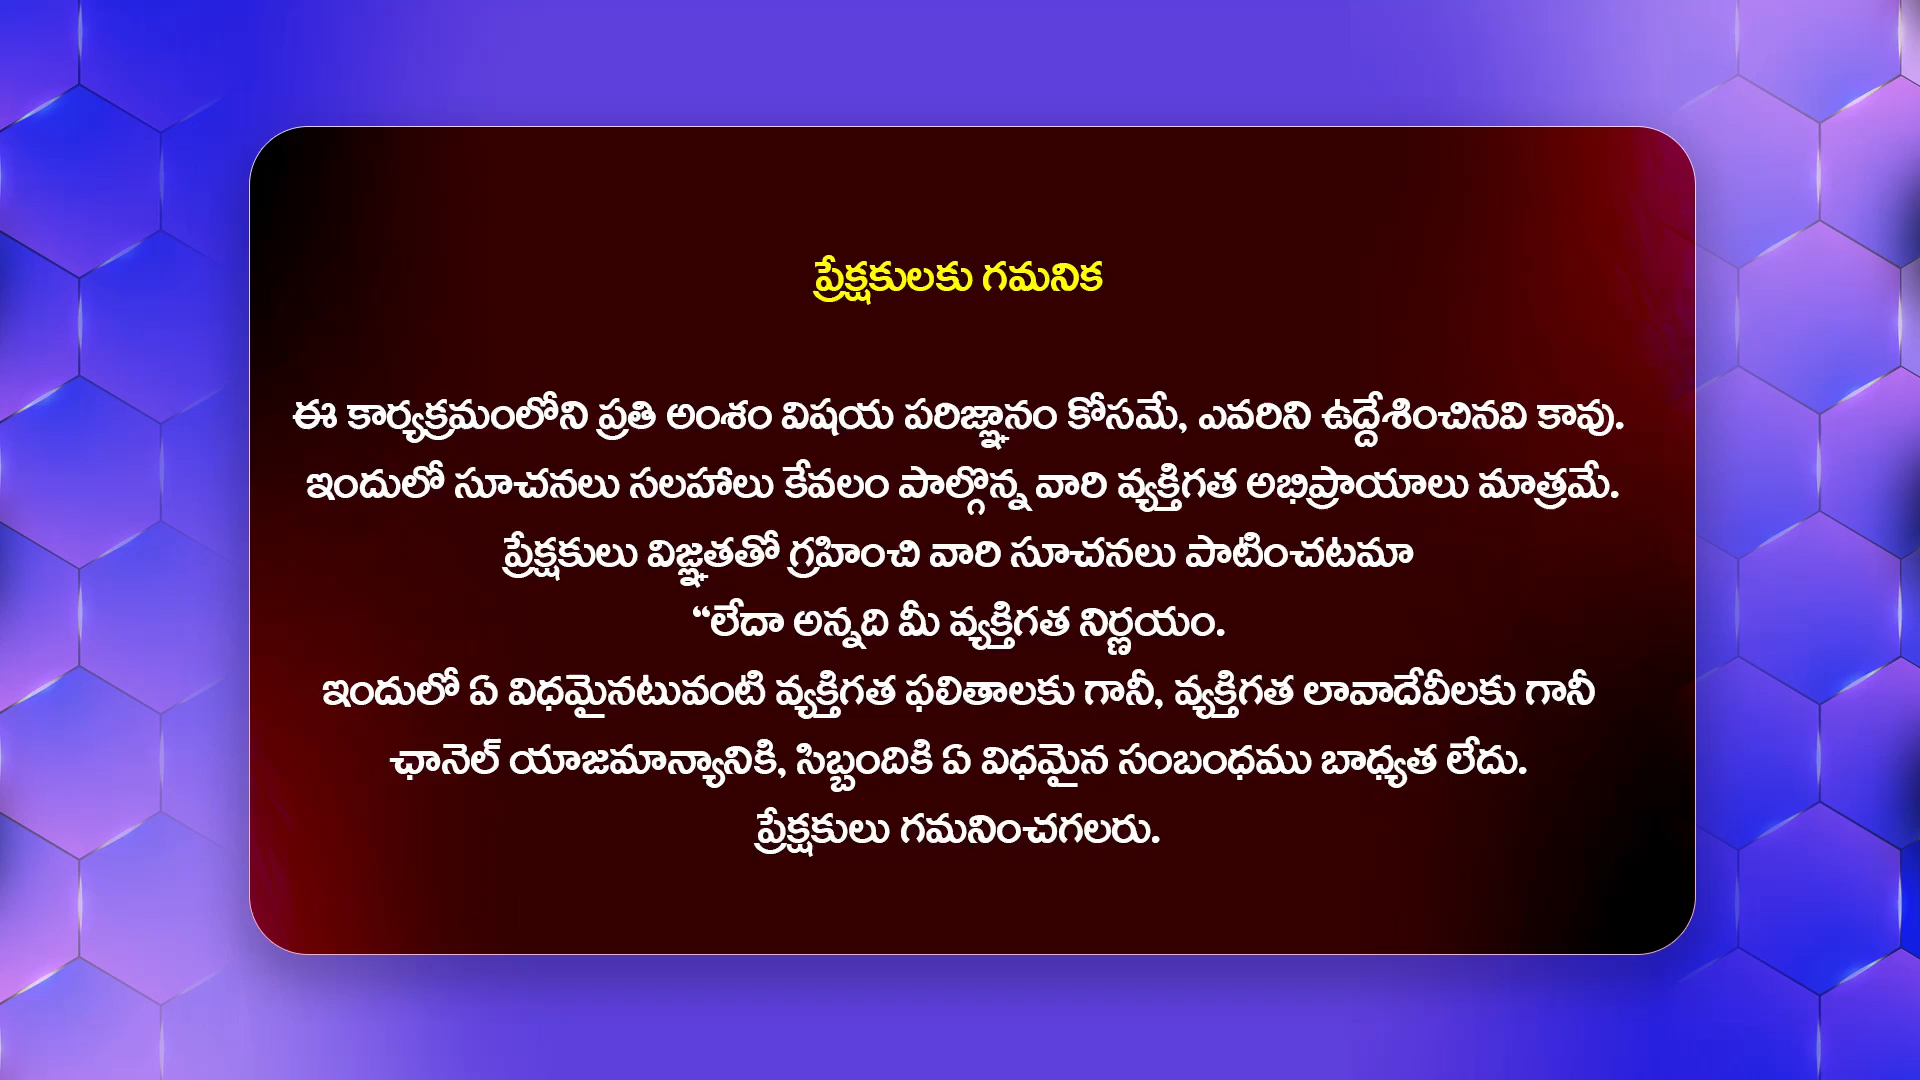 ప్రేక్షకులకు గమనిక
ఈ కార్యక్రమంలోని ప్రతి అంశం విషయ పరిజ్ఞానం కోసమే, ఎవరిని ఉద్దేశించినవి కావు.
ఇందులో సూచనలు సలహాలు కేవలం పాల్గొన్న వారి వ్యక్తిగత అభిప్రాయాలు మాత్రమే.
ప్రేక్షకులు విజ్ఞతతో గ్రహించి వారి సూచనలు పాటించటమా
“లేదా అన్నది మీ వ్యక్తిగత నిర్ణయం.
ఇందులో ఏ విధమైనటువంటి వ్యక్తిగత ఫలితాలకు గానీ, వ్యక్తిగత లావాదేవీలకు గానీ
ఛానెల్ యాజమాన్యానికి, సిబ్బందికి ఏ విధమైన సంబంధము బాధ్యత లేదు.
ప్రేక్షకులు గమనించగలరు.